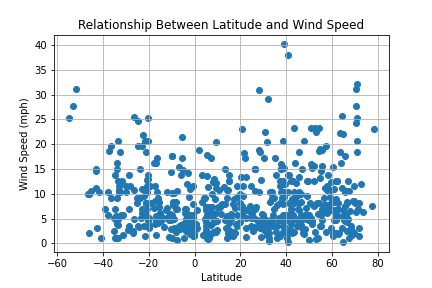 Relationship Between Latitude and Wind Speed
40
35
30
25
20
15
10
5
0
Wind Speed (mph)
−60 −40 −20 0 20 40 60 80
Latitude